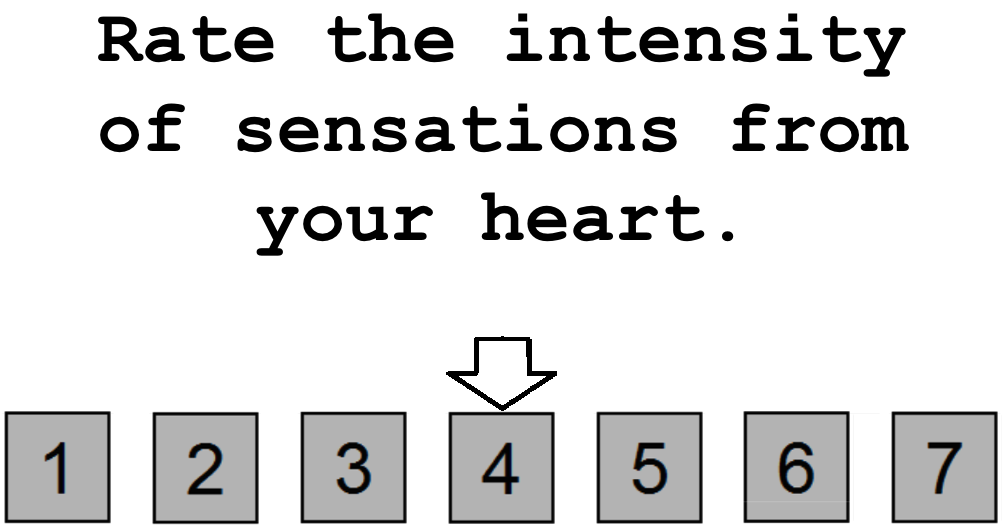 Rate the intensity
of sensations from
your heart.
1 2 3 4 5 6 7